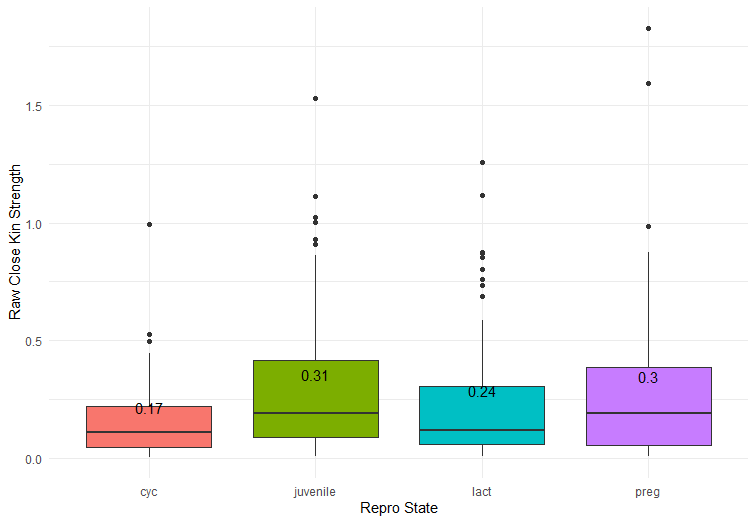 Raw Close Kin Strength
1.5
1.0
0.5
0.0
0.17
0.31
0.24
0.3
cyc
juvenile
lact
preg
Repro State